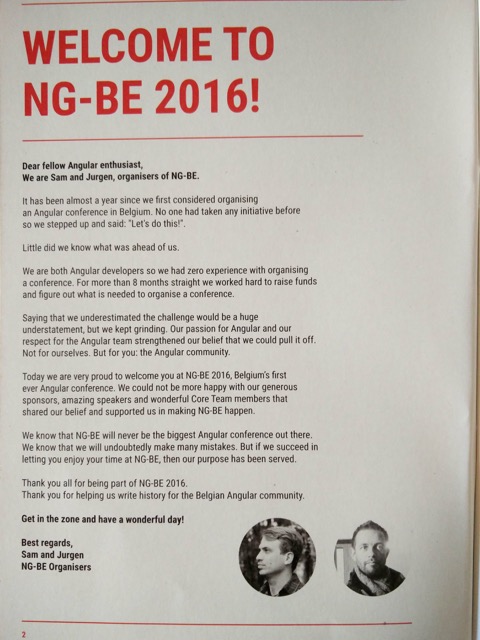 WELCOME TO
NG-BE 2016!
Dear fellow Angular enthusiast,
We are Sam and Jurgen, organisers of NG-BE.
It has been almost a year since we first considered organising
an Angular conference in Belgium. No one had taken any initiative before
so we stepped up and said: "Let's do this!".
Little did we know what was ahead of us.
We are both Angular developers so we had zero experience with organising
a conference. For more than 8 months straight we worked hard to raise funds
and figure out what is needed to organise a conference.
Saying that we underestimated the challenge would be a huge
understatement, but we kept grinding. Our passion for Angular and our
respect for the Angular team strengthened our belief that we could pull it off.
Not for ourselves. But for you: the Angular community.
Today we are very proud to welcome you at NG-BE 2016, Belgium's first
ever Angular conference. We could not be more happy with our generous
sponsors, amazing speakers and wonderful Core Team members that
shared our belief and supported us in making NG-BE happen.
We know that NG-BE will never be the biggest Angular conference out there.
We know that we will undoubtedly make many mistakes. But if we succeed in
letting you enjoy your time at NG-BE, then our purpose has been served.
Thank you all for being part of NG-BE 2016.
Thank you for helping us write history for the Belgian Angular community.
Get in the zone and have a wonderful day!
Best regards,
Sam and Jurgen
NG-BE Organisers
2